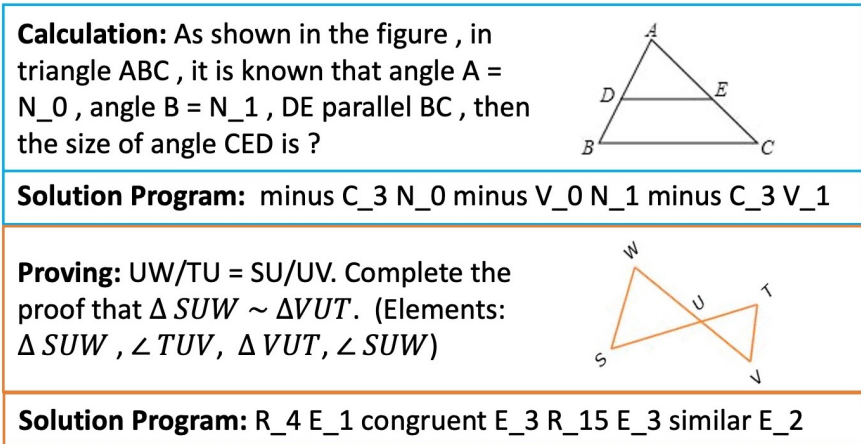 Calculation: As shown in the figure , in
triangle ABC , it is known that angle A =
N_0 , angle B = N_1 , DE parallel BC , then
the size of angle CED is ?
A
D
E
B
C
Solution Program: minus C_3 N_0 minus V_0 N_1 minus C_3 V_1
Proving: UW/TU = SU/UV. Complete the
proof that Δ SUW ~ ΔVUT. (Elements:
Δ SUW , ∠ TUV, Δ VUT, ∠ SUW)
W
U
T
S
V
Solution Program: R_4 E_1 congruent E_3 R_15 E_3 similar E_2